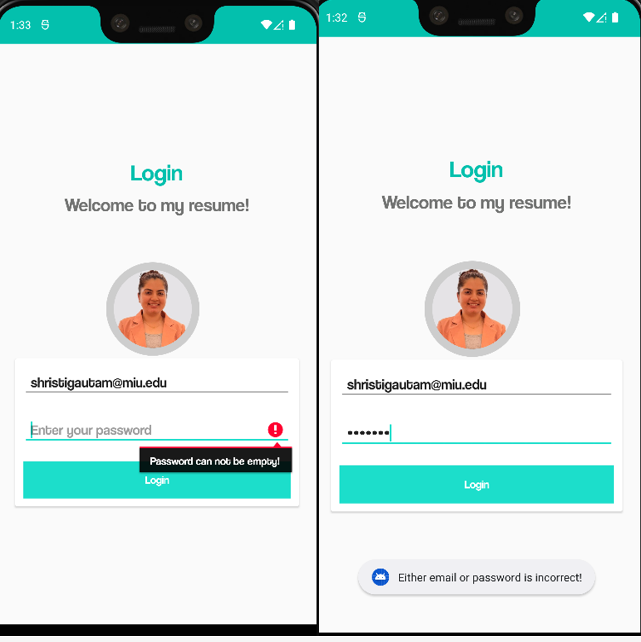 1:33
Login
Welcome to my resume!
shristigautam@miu.edu
Enter your password
Password can not be empty!
Login
1:32
Login
Welcome to my resume!
shristigautam@miu.edu
•••••••
Login
Either email or password is incorrect!